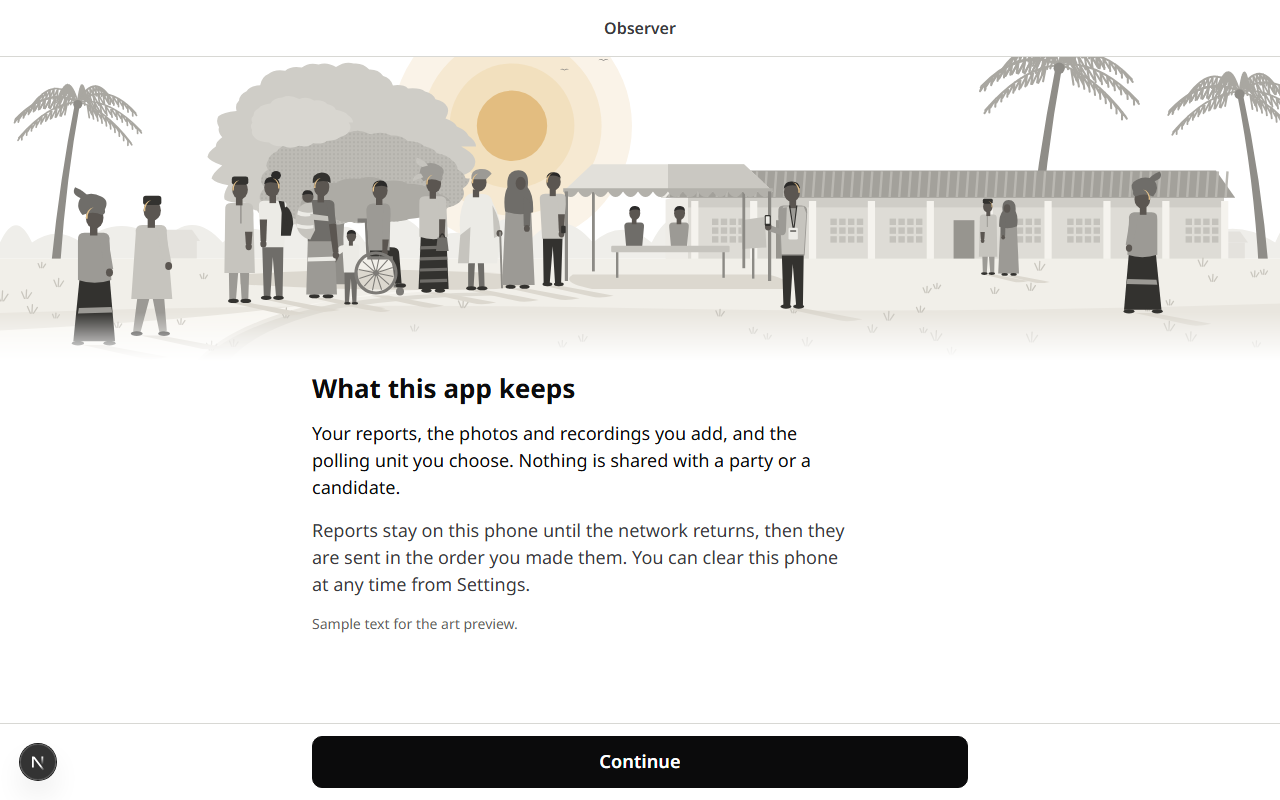 Observer
What this app keeps
Your reports, the photos and recordings you add, and the
polling unit you choose. Nothing is shared with a party or a
candidate.
Reports stay on this phone until the network returns, then they
are sent in the order you made them. You can clear this phone
at any time from Settings.
Sample text for the art preview.
N
Continue